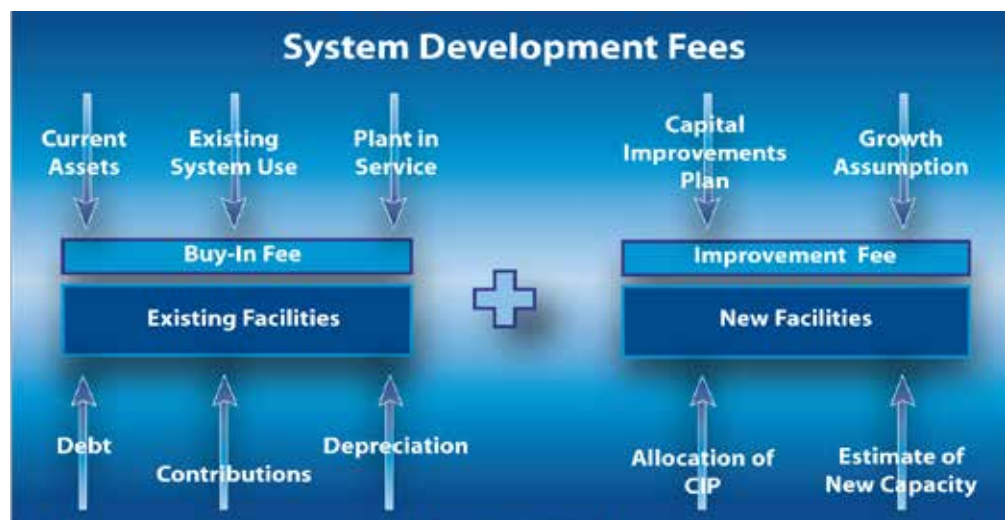 System Development Fees
Current
Assets
Existing
System Use
Plant in
Service
Capital
Improvements
Plan
Growth
Assumption
Buy-In Fee
Improvement Fee
Existing Facilities
New Facilities
Debt
Contributions
Depreciation
Allocation of
CIP
Estimate of
New Capacity